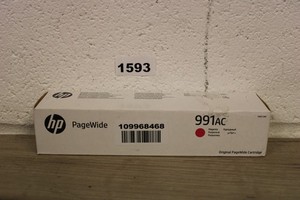 1593
hp
PageWide
109968468
991AC
Original PageWide Cartridge